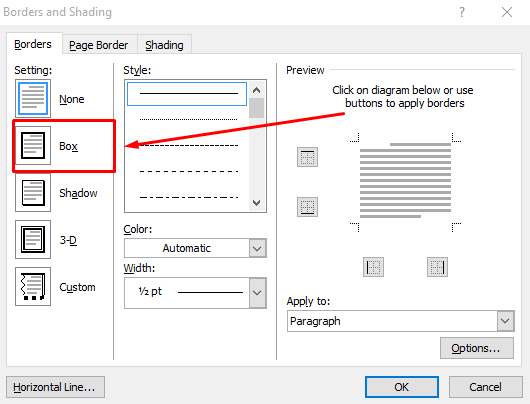 Borders and Shading
?
Borders
Page Border
Shading
Setting:
None
Box
Shadow
3-D
Custom
Style:
Color:
Automatic
Width:
½ pt
Preview
Click on diagram below or use
buttons to apply borders
Apply to:
Paragraph
Options...
Horizontal Line...
OK
Cancel